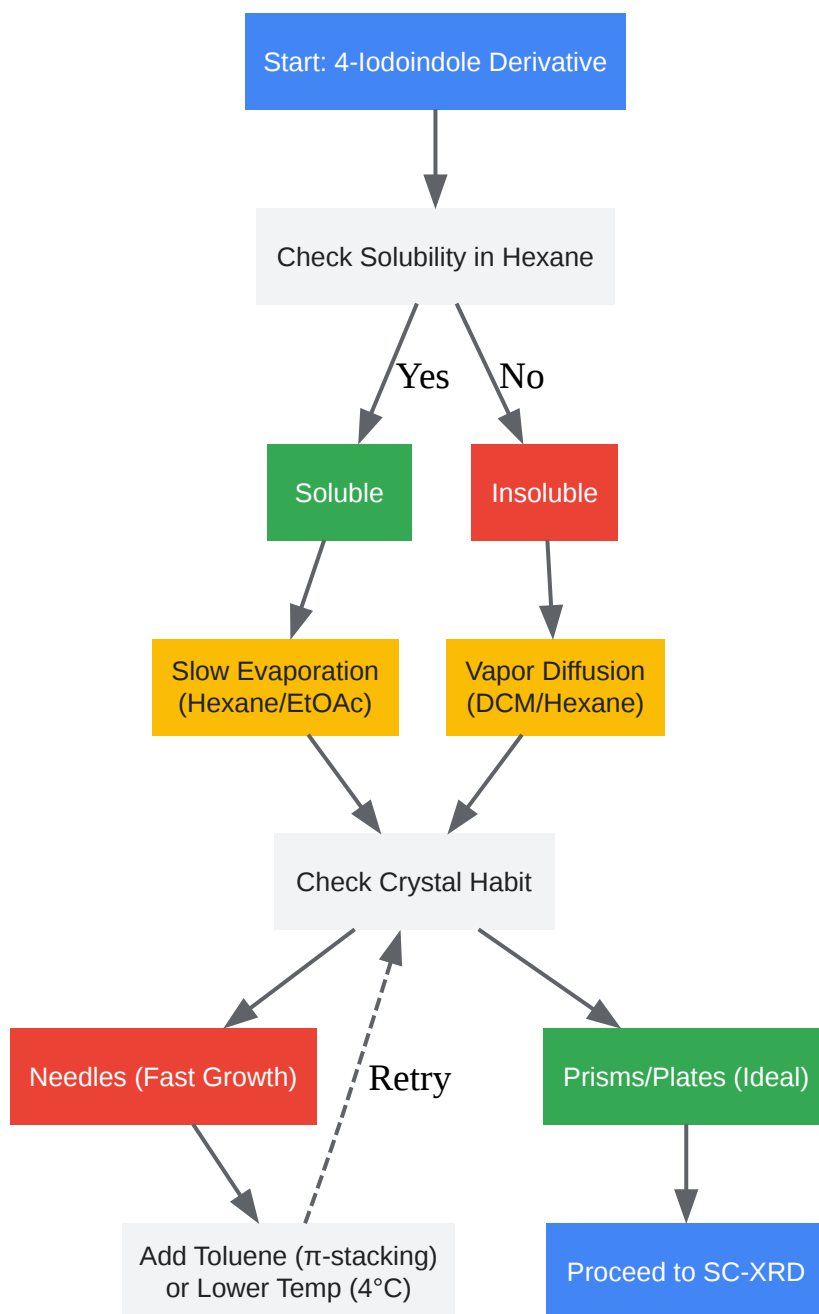 Start: 4-Iodoindole Derivative
Check Solubility in Hexane
Yes
No
Soluble
Insoluble
Slow Evaporation
(Hexane/EtOAc)
Vapor Diffusion
(DCM/Hexane)
Check Crystal Habit
Needles (Fast Growth)
Retry
Prisms/Plates (Ideal)
Add Toluene (π-stacking)
or Lower Temp (4°C)
Proceed to SC-XRD